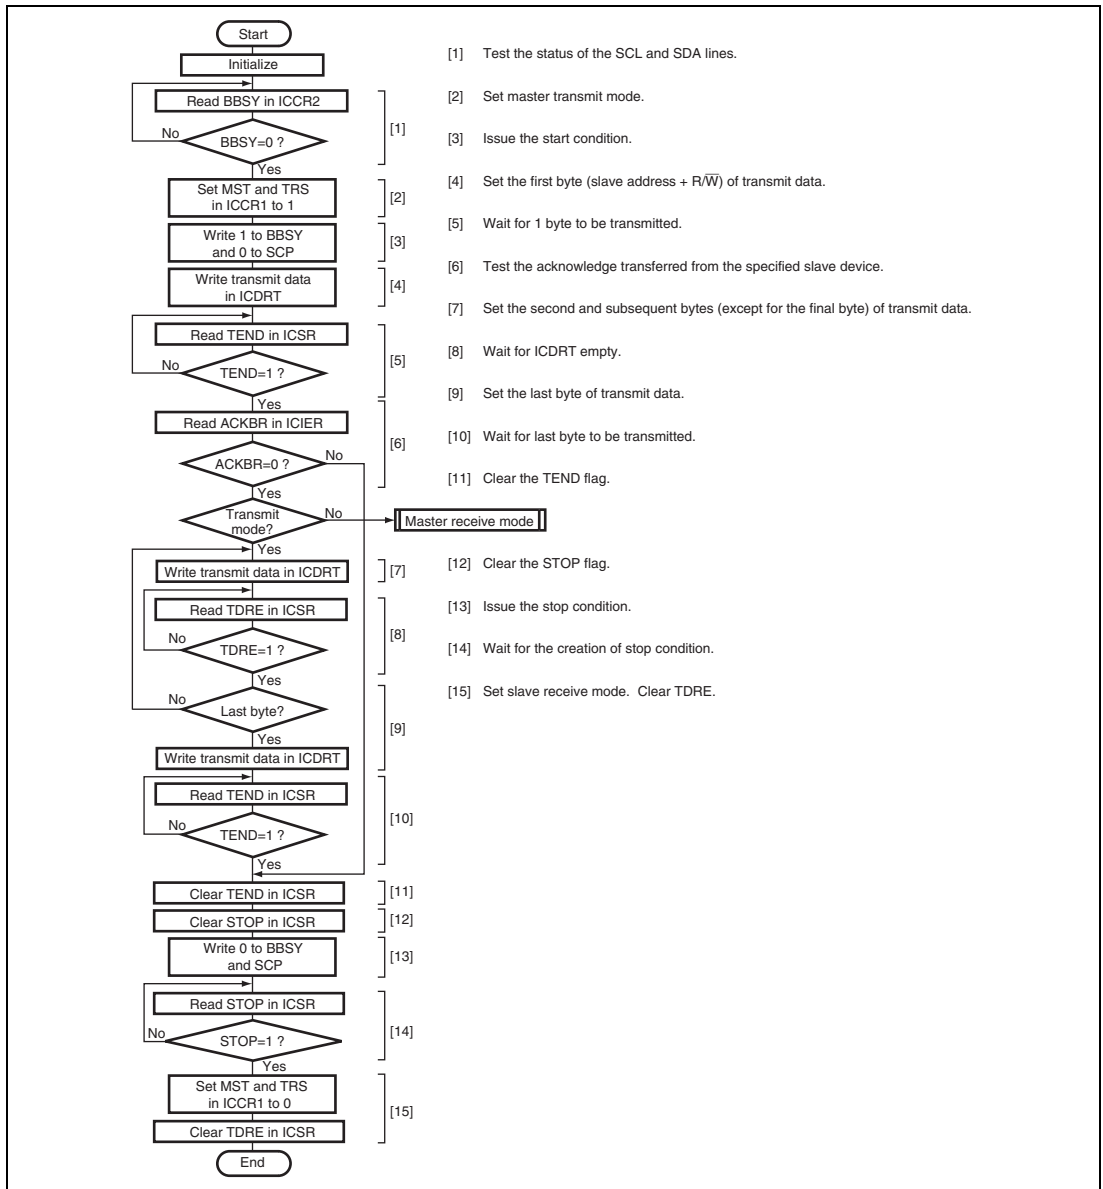 Start
Initialize
Read BBSY in ICCR2
No
BBSY=0 ?
[1]
Yes
Set MST and TRS
in ICCR1 to 1
[2]
Write 1 to BBSY
and 0 to SCP
[3]
Write transmit data
in ICDRT
[4]
Read TEND in ICSR
No
TEND=1 ?
[5]
Yes
Read ACKBR in ICIER
ACKBR=0 ?
No
[6]
Yes
Transmit
mode?
No
Master receive mode
Yes
Write transmit data in ICDRT
[7]
Read TDRE in ICSR
No
TDRE=1 ?
[8]
Yes
No
Last byte?
[9]
Yes
Write transmit data in ICDRT
Read TEND in ICSR
No
TEND=1 ?
[10]
Yes
Clear TEND in ICSR
[11]
Clear STOP in ICSR
[12]
Write 0 to BBSY
and SCP
[13]
Read STOP in ICSR
No
STOP=1 ?
[14]
Yes
Set MST and TRS
in ICCR1 to 0
[15]
Clear TDRE in ICSR
End
[1] Test the status of the SCL and SDA lines.
[2] Set master transmit mode.
[3] Issue the start condition.
[4] Set the first byte (slave address + R/W̅) of transmit data.
[5] Wait for 1 byte to be transmitted.
[6] Test the acknowledge transferred from the specified slave device.
[7] Set the second and subsequent bytes (except for the final byte) of transmit data.
[8] Wait for ICDRT empty.
[9] Set the last byte of transmit data.
[10] Wait for last byte to be transmitted.
[11] Clear the TEND flag.
[12] Clear the STOP flag.
[13] Issue the stop condition.
[14] Wait for the creation of stop condition.
[15] Set slave receive mode. Clear TDRE.